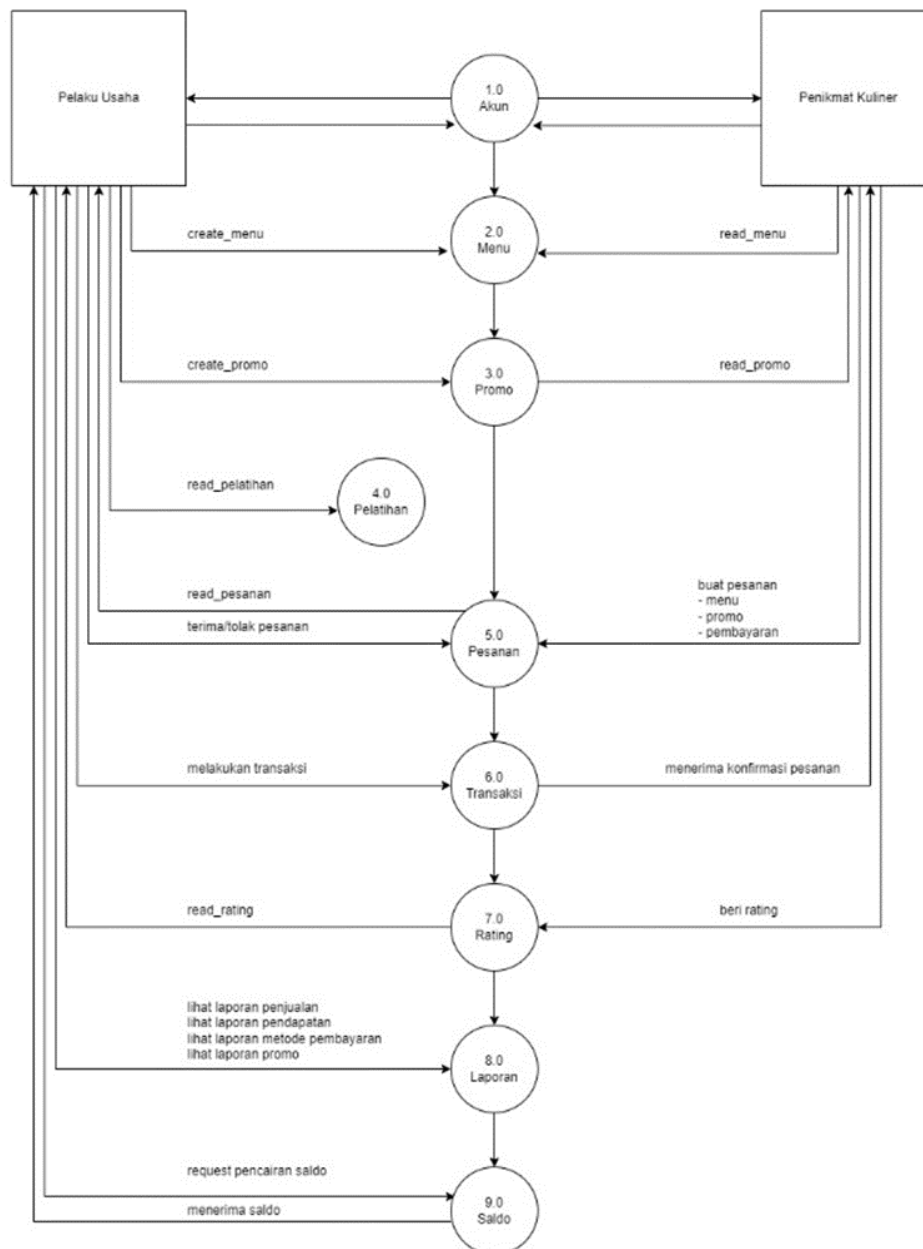 Pelaku Usaha
1.0
Akun
Penikmat Kuliner
create_menu
2.0
Menu
read_menu
create_promo
3.0
Promo
read_promo
read_pelatihan
4.0
Pelatihan
read_pesanan
terima/tolak pesanan
5.0
Pesanan
buat pesanan
- menu
- promo
- pembayaran
melakukan transaksi
6.0
Transaksi
menerima konfirmasi pesanan
read_rating
7.0
Rating
beri rating
lihat laporan penjualan
lihat laporan pendapatan
lihat laporan metode pembayaran
lihat laporan promo
8.0
Laporan
request pencairan saldo
menerima saldo
9.0
Saldo